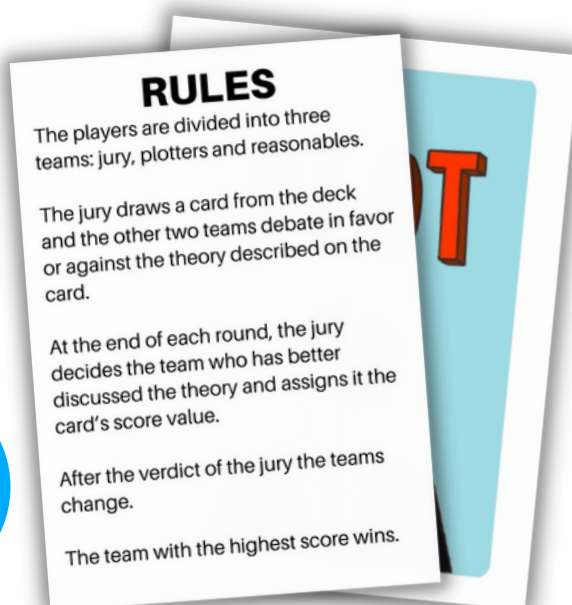 RULES
The players are divided into three
teams: jury, plotters and reasonables.
The jury draws a card from the deck
and the other two teams debate in favor
or against the theory described on the
card.
At the end of each round, the jury
decides the team who has better
discussed the theory and assigns it the
card's score value.
After the verdict of the jury the teams
change.
The team with the highest score wins.